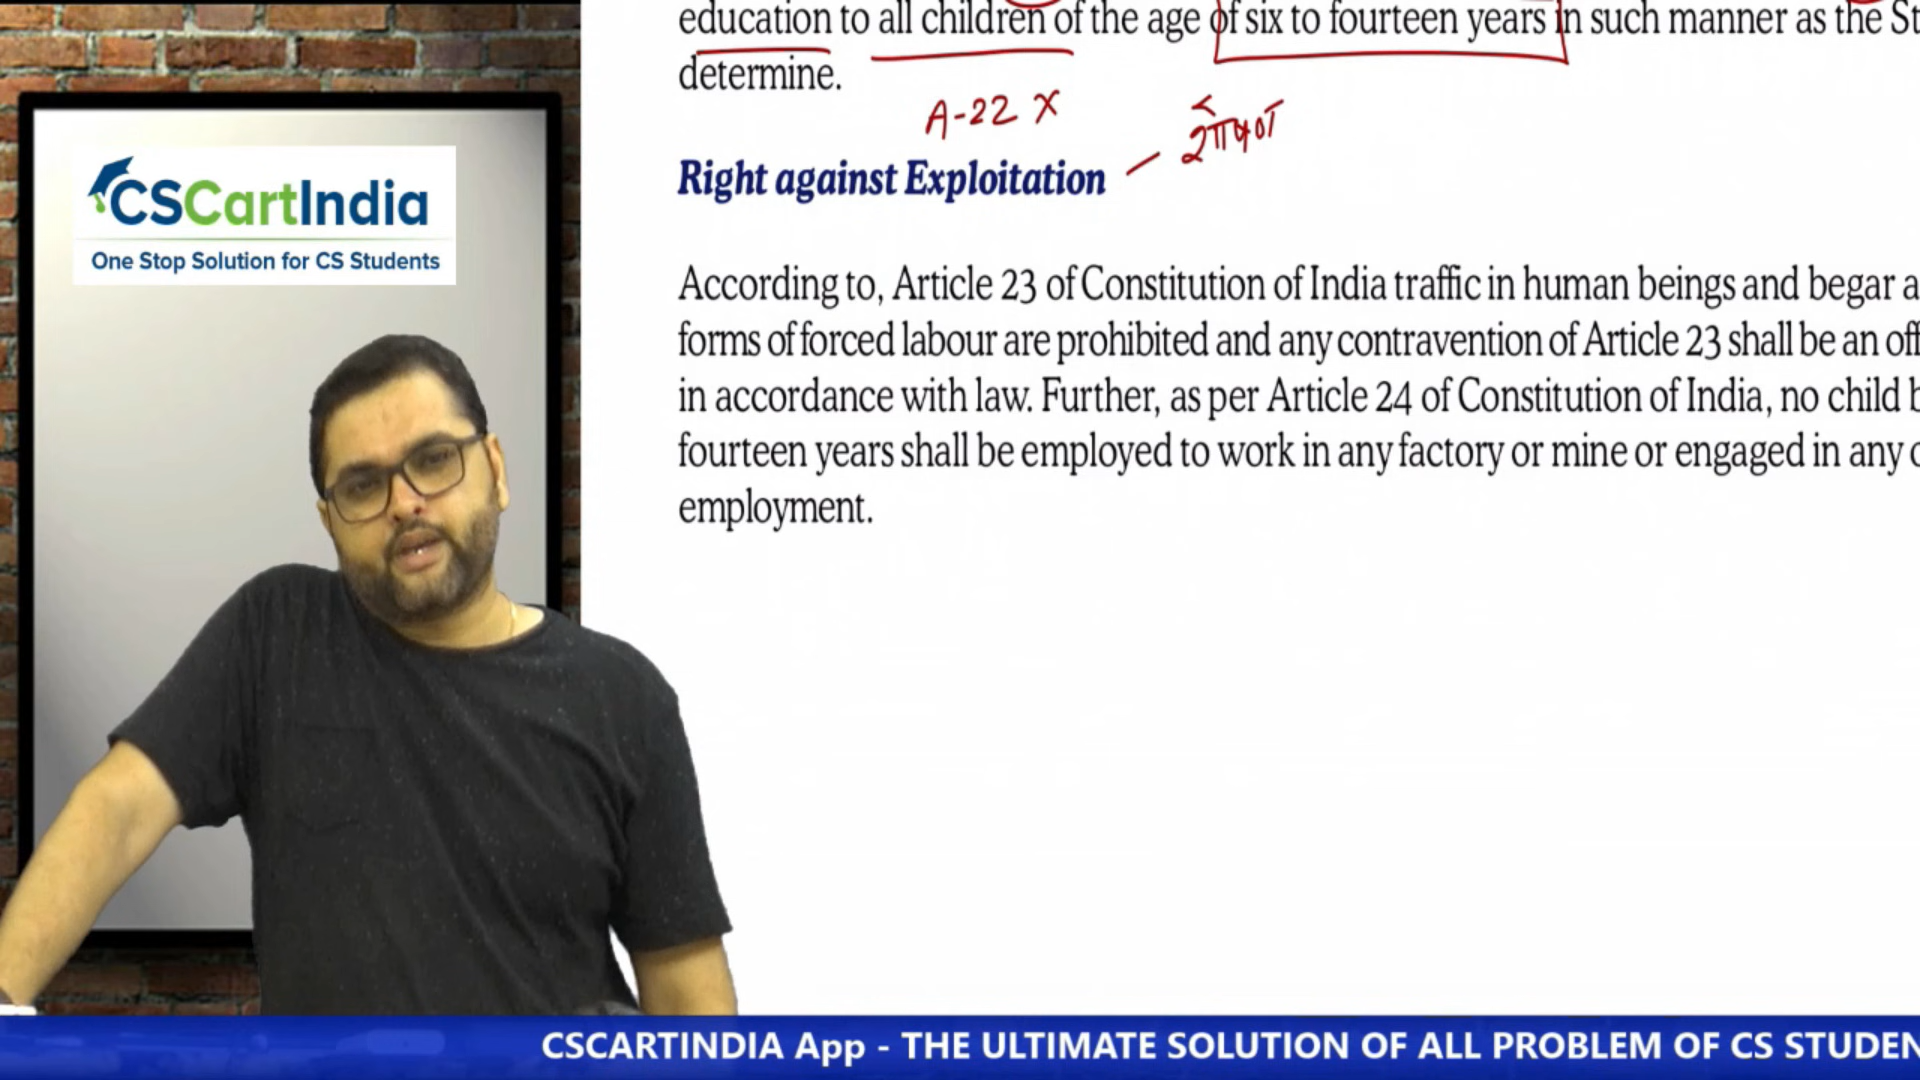 education to all children of the age of six to fourteen years in such manner as the St
determine.
A-22 X
Right against Exploitation
According to, Article 23 of Constitution of India traffic in human beings and begar a
forms of forced labour are prohibited and any contravention of Article 23 shall be an off
in accordance with law. Further, as per Article 24 of Constitution of India, no child b
fourteen years shall be employed to work in any factory or mine or engaged in any
employment.
CSCartIndia
One Stop Solution for CS Students
CSCARTINDIA App - THE ULTIMATE SOLUTION OF ALL PROBLEM OF CS STUDEN